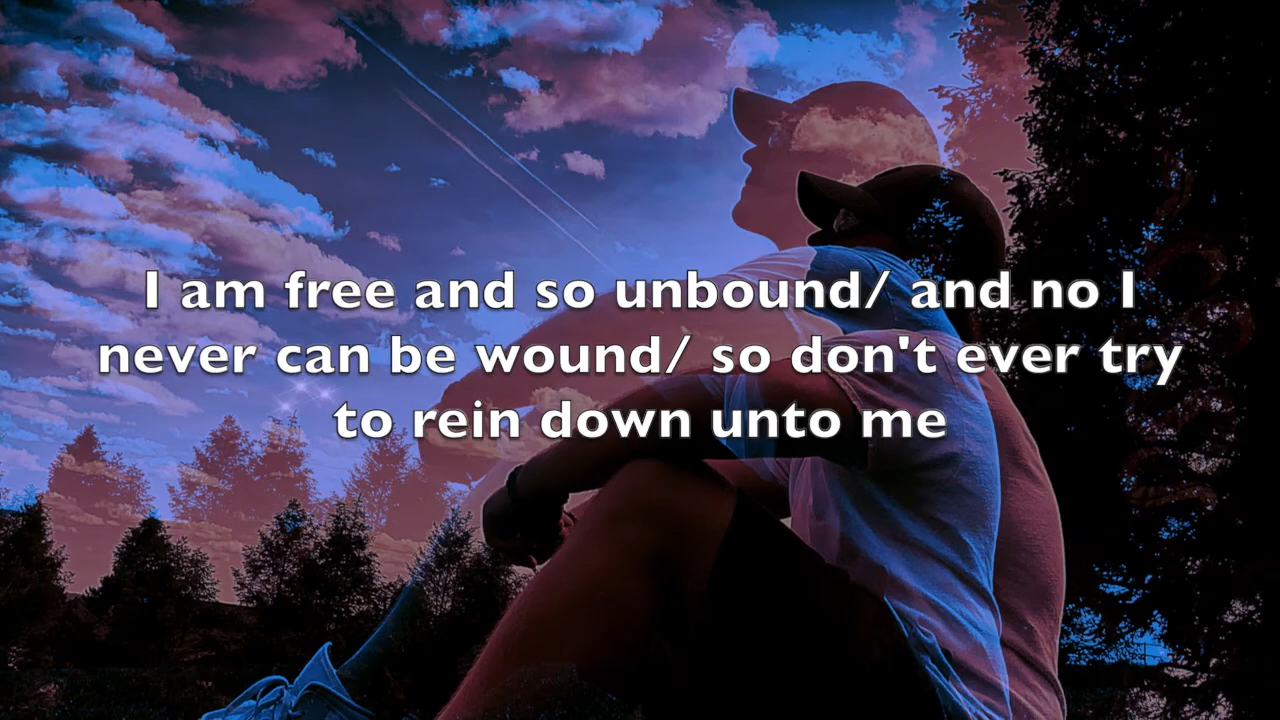 I am free and so unbound/ and no I
never can be wound/ so don't ever try
to rein down unto me